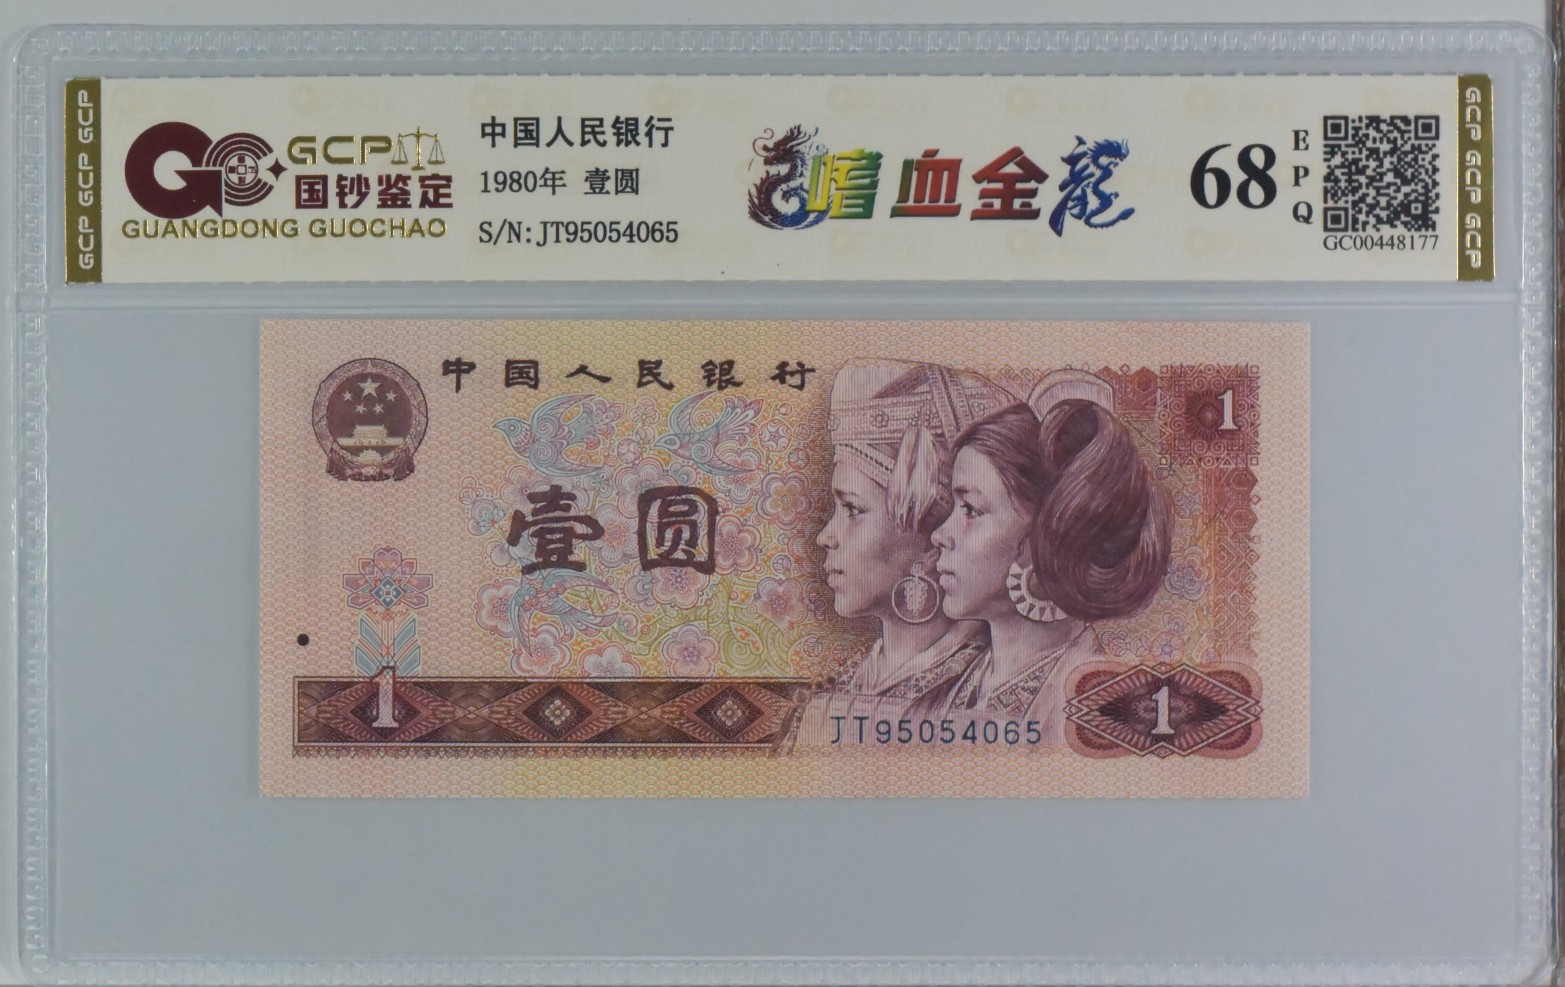 GCP GCP GCP
GCP
国钞鉴定
GUANGDONG GUOCHAO
中国人民银行
1980年 壹圆
S/N: JT95054065
嗜血金龍
68
EPQ
GC00448177
GCP GCP GCP
中国人民银行
1
壹圆
1
JT95054065
1